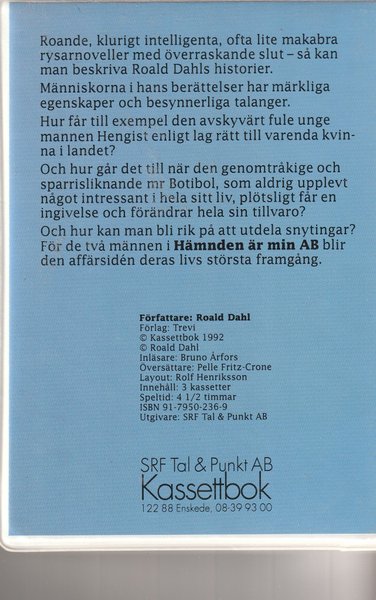 Roande, klurigt intelligenta, ofta lite makabra
rysarnoveller med överraskande slut – så kan
man beskriva Roald Dahls historier.
Människorna i hans berättelser har märkliga
egenskaper och besynnerliga talanger.
Hur får till exempel den avskyvärt fule unge
mannen Hengist enligt lag rätt till varenda kvin-
na i landet?
Och hur går det till när den genomtråkige och
sparrisliknande mr Botibol, som aldrig upplevt
något intressant i hela sitt liv, plötsligt får en
ingivelse och förändrar hela sin tillvaro?
Och hur kan man bli rik på att utdela snytingar?
För de två männen i Hämnden är min AB blir
den affärsidén deras livs största framgång.
Författare: Roald Dahl
Förlag: Trevi
© Kassettbok 1992
© Roald Dahl
Inläsare: Bruno Årfors
Översättare: Pelle Fritz-Crone
Layout: Rolf Henriksson
Innehåll: 3 kassetter
Speltid: 4 1/2 timmar
ISBN 91-7950-236-9
Utgivare: SRF Tal & Punkt AB
SRF Tal & Punkt AB
Kassettbok
122 88 Enskede, 08-39 93 00